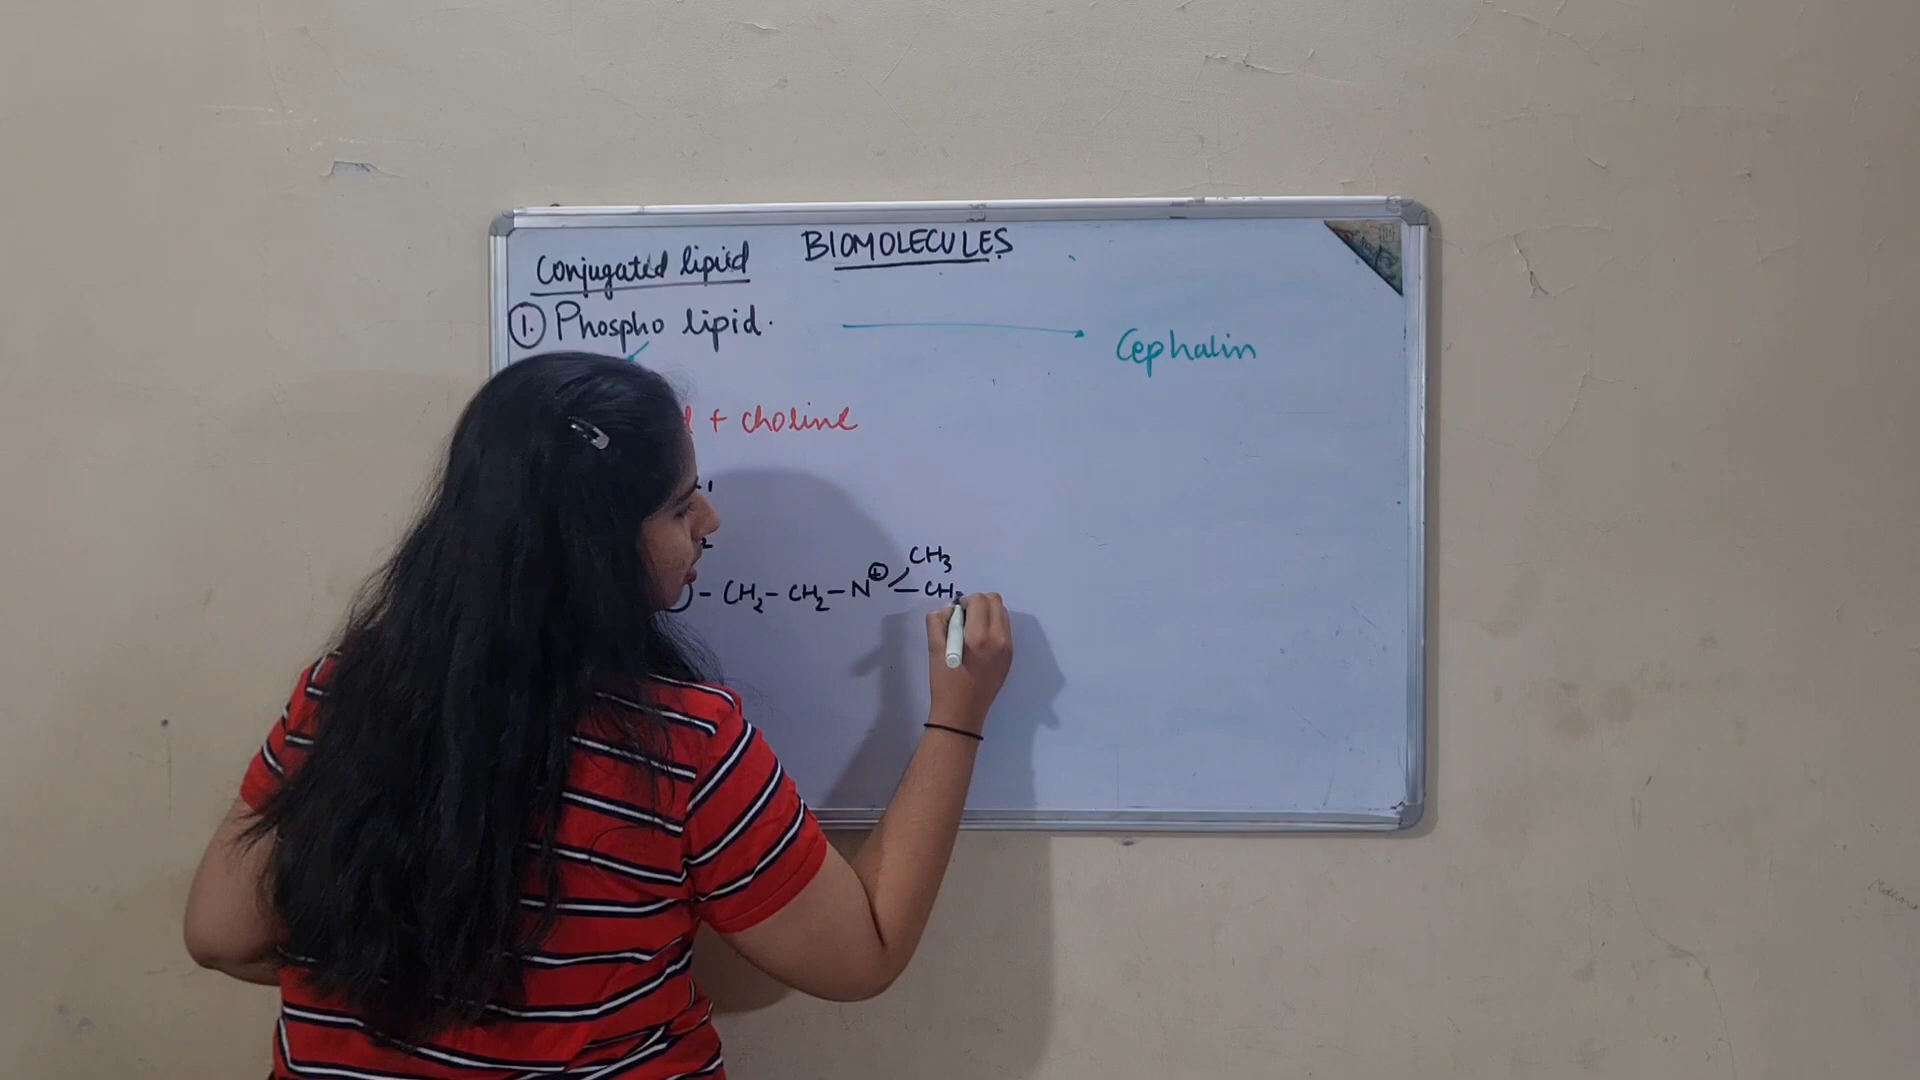 BIOMOLECULES
Conjugated lipid
1. Phospho lipid.
Cephalin
+ choline
CH3
- CH2 - CH2 - N⊕ - CH